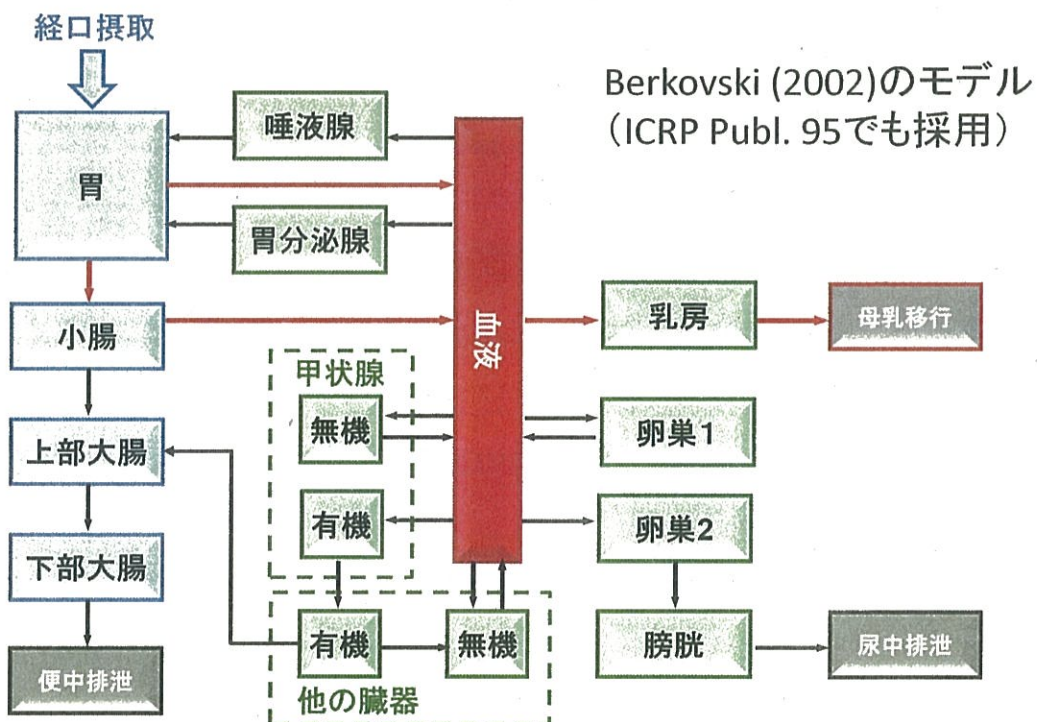 経口摂取
Berkovski (2002)のモデル
(ICRP Publ. 95でも採用)
唾液腺
胃
胃分泌腺
血液
小腸
乳房
母乳移行
甲状腺
無機
卵巣1
上部大腸
有機
卵巣2
下部大腸
有機
無機
膀胱
尿中排泄
便中排泄
他の臓器